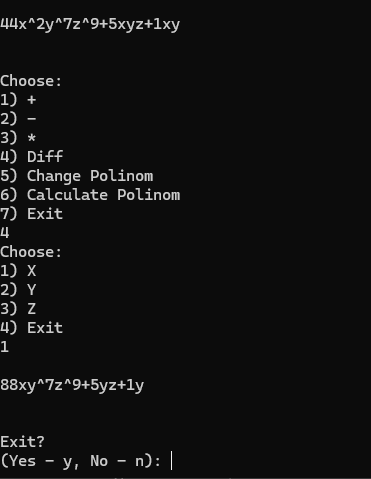 44x^2y^7z^9+5xyz+1xy
Choose:
1) +
2) -
3) *
4) Diff
5) Change Polinom
6) Calculate Polinom
7) Exit
4
Choose:
1) X
2) Y
3) Z
4) Exit
1
88xy^7z^9+5yz+1y
Exit?
(Yes - y, No - n):